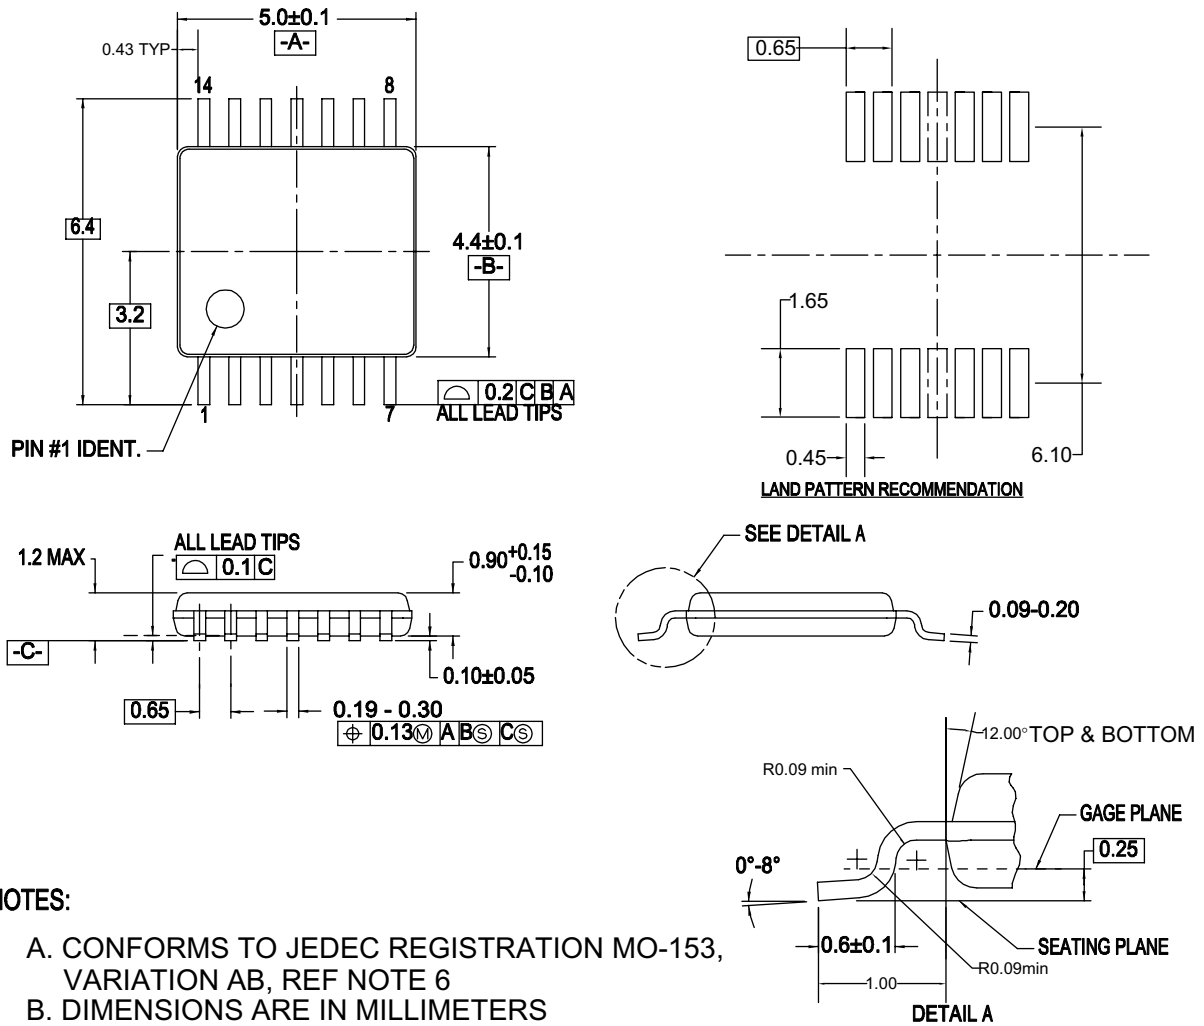 5.0±0.1
-A-
0.43 TYP
14
8
6.4
3.2
4.4±0.1
-B-
0.2 C B A
ALL LEAD TIPS
1
7
PIN #1 IDENT.
0.65
1.65
0.45
6.10
LAND PATTERN RECOMMENDATION
1.2 MAX
ALL LEAD TIPS
0.1 C
0.90 +0.15
-0.10
-C-
0.10±0.05
0.65
0.19 - 0.30
⌖ 0.13Ⓜ A BⓈ CⓈ
SEE DETAIL A
0.09-0.20
12.00° TOP & BOTTOM
R0.09 min
GAGE PLANE
0.25
0°-8°
0.6±0.1
SEATING PLANE
R0.09min
1.00
DETAIL A
NOTES:
A. CONFORMS TO JEDEC REGISTRATION MO-153,
VARIATION AB, REF NOTE 6
B. DIMENSIONS ARE IN MILLIMETERS